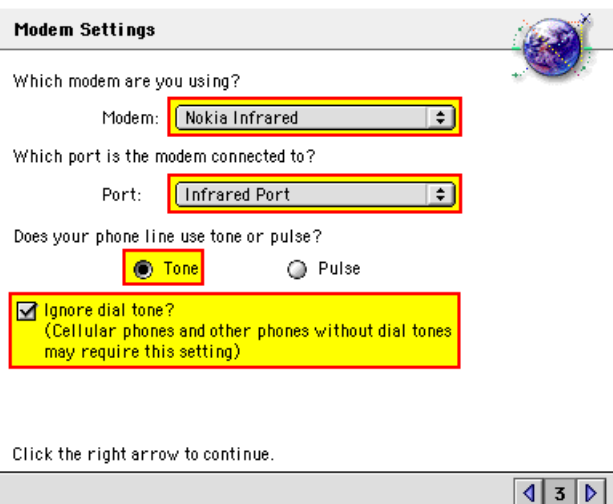 Modem Settings
Which modem are you using?
Modem: Nokia Infrared
Which port is the modem connected to?
Port: Infrared Port
Does your phone line use tone or pulse?
Tone Pulse
Ignore dial tone?
(Cellular phones and other phones without dial tones
may require this setting)
Click the right arrow to continue.
3